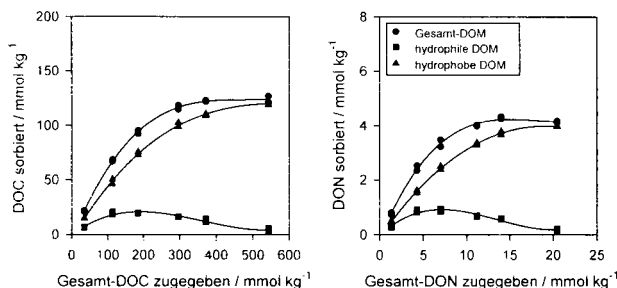 200
150
100
50
0
DOC sorbiert / mmol kg⁻¹
0 100 200 300 400 500 600
Gesamt-DOC zugegeben / mmol kg⁻¹
8
6
4
2
0
DON sorbiert / mmol kg⁻¹
Gesamt-DOM
hydrophile DOM
hydrophobe DOM
0 5 10 15 20 25
Gesamt-DON zugegeben / mmol kg⁻¹